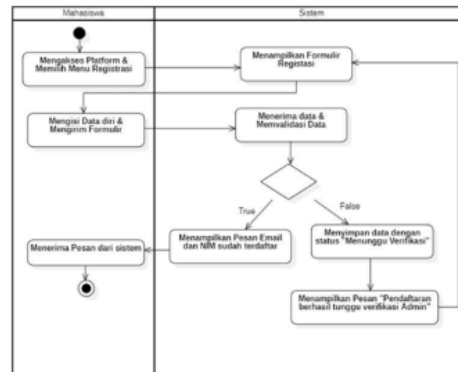 Mahasiswa
Sistem
Mengakses Platform &
Memilih Menu Registrasi
Menampilkan Formulir
Registasi
Mengisi Data diri &
Mengirim Formulir
Menerima data &
Memvalidasi Data
True
False
Menerima Pesan dari sistem
Menampilkan Pesan Email
dan NIM sudah terdaftar
Menyimpan data dengan
status "Menunggu Verifikasi"
Menampilkan Pesan "Pendaftaran
berhasil tunggu verifikasi Admin"